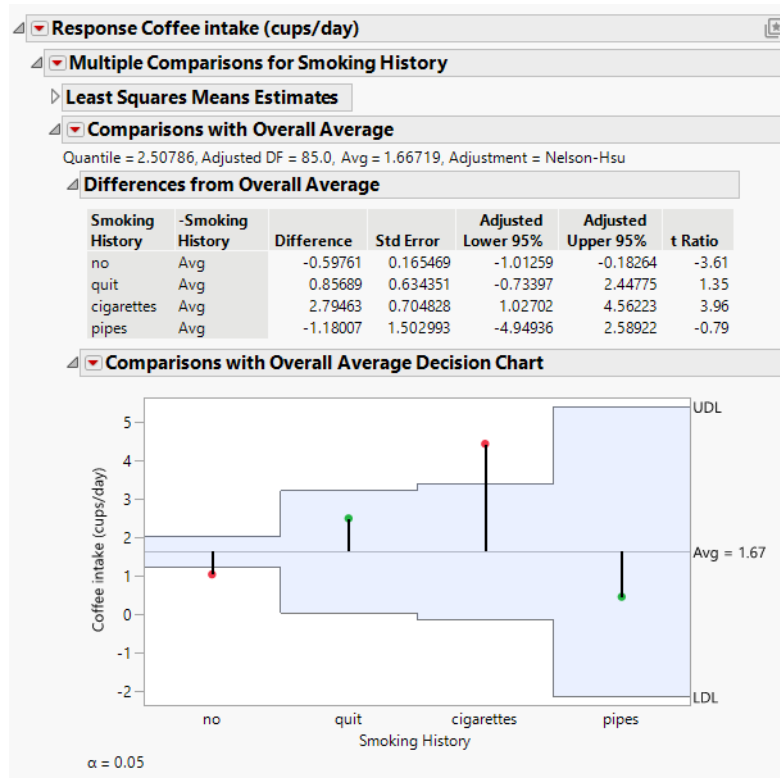 Response Coffee intake (cups/day)
Multiple Comparisons for Smoking History
Least Squares Means Estimates
Comparisons with Overall Average
Quantile = 2.50786, Adjusted DF = 85.0, Avg = 1.66719, Adjustment = Nelson-Hsu
Differences from Overall Average
Smoking -Smoking Adjusted Adjusted
History History Difference Std Error Lower 95% Upper 95% t Ratio
no Avg -0.59761 0.165469 -1.01259 -0.18264 -3.61
quit Avg 0.85689 0.634351 -0.73397 2.44775 1.35
cigarettes Avg 2.79463 0.704828 1.02702 4.56223 3.96
pipes Avg -1.18007 1.502993 -4.94936 2.58922 -0.79
Comparisons with Overall Average Decision Chart
Coffee intake (cups/day)
5
4
3
2
1
0
-1
-2
UDL
Avg = 1.67
LDL
no quit cigarettes pipes
Smoking History
α = 0.05